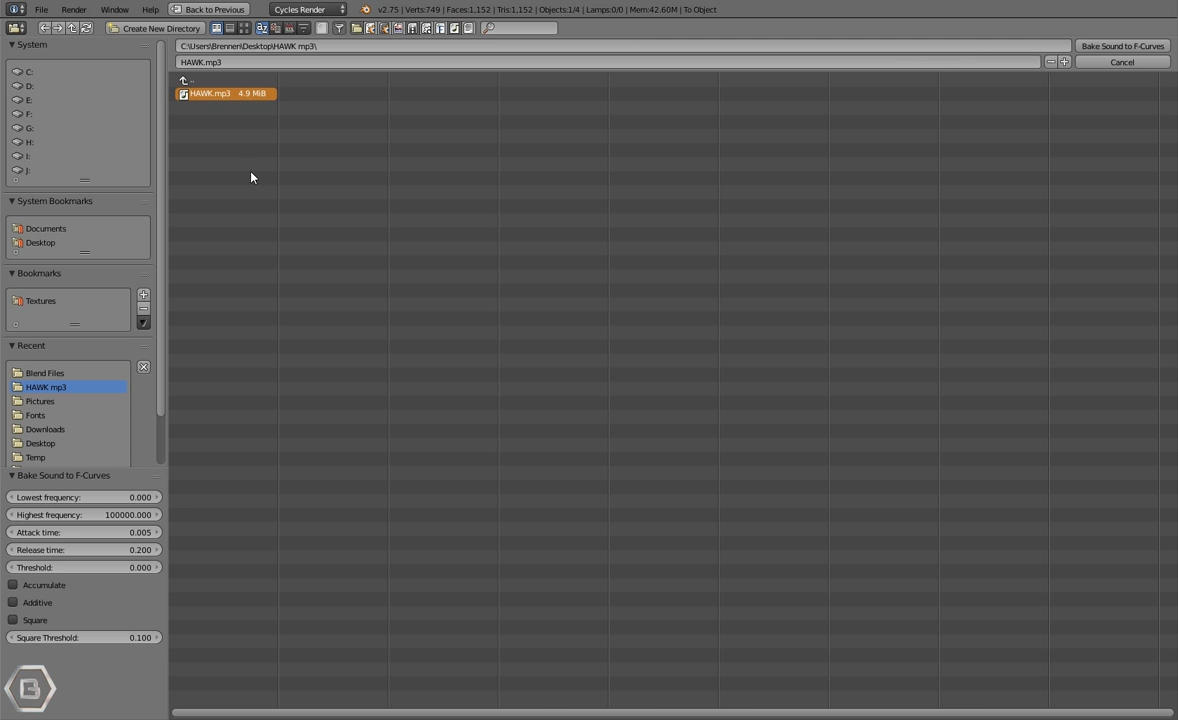 File Render Window Help Back to Previous Cycles Render v2.75 | Verts:749 | Faces:1,152 | Tris:1,152 | Objects:1/4 | Lamps:0/0 | Mem:42.60M | To Object
Create New Directory
System
C:\Users\Brennen\Desktop\HAWK mp3\ Bake Sound to F-Curves
HAWK.mp3 Cancel
..
HAWK.mp3 4.9 MiB
C:
D:
E:
F:
G:
H:
I:
J:
System Bookmarks
Documents
Desktop
Bookmarks
Textures
Recent
Blend Files
HAWK mp3
Pictures
Fonts
Downloads
Desktop
Temp
Bake Sound to F-Curves
Lowest frequency: 0.000
Highest frequency: 100000.000
Attack time: 0.005
Release time: 0.200
Threshold: 0.000
Accumulate
Additive
Square
Square Threshold: 0.100